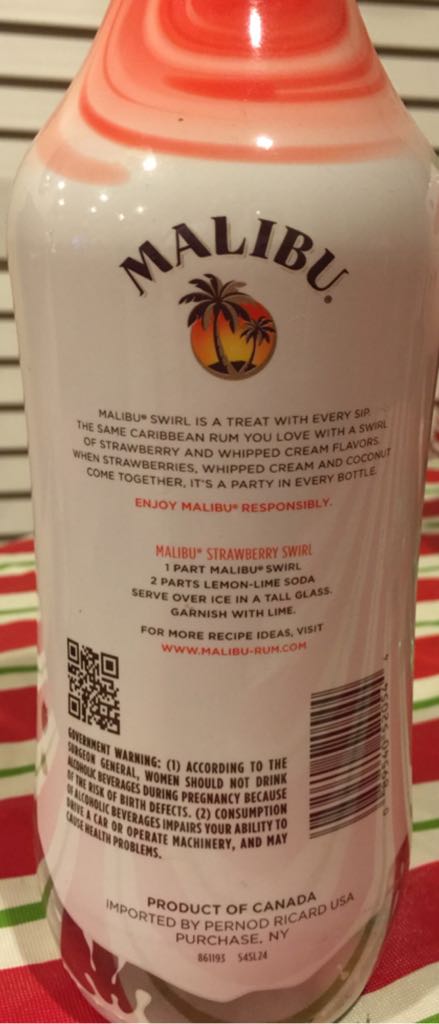 MALIBU®
MALIBU® SWIRL IS A TREAT WITH EVERY SIP.
THE SAME CARIBBEAN RUM YOU LOVE WITH A SWIRL
OF STRAWBERRY AND WHIPPED CREAM FLAVORS.
WHEN STRAWBERRIES, WHIPPED CREAM AND COCONUT
COME TOGETHER, IT'S A PARTY IN EVERY BOTTLE.
ENJOY MALIBU® RESPONSIBLY.
MALIBU® STRAWBERRY SWIRL
1 PART MALIBU® SWIRL
2 PARTS LEMON-LIME SODA
SERVE OVER ICE IN A TALL GLASS.
GARNISH WITH LIME.
FOR MORE RECIPE IDEAS, VISIT
WWW.MALIBU-RUM.COM
GOVERNMENT WARNING: (1) ACCORDING TO THE
SURGEON GENERAL, WOMEN SHOULD NOT DRINK
ALCOHOLIC BEVERAGES DURING PREGNANCY BECAUSE
OF THE RISK OF BIRTH DEFECTS. (2) CONSUMPTION
OF ALCOHOLIC BEVERAGES IMPAIRS YOUR ABILITY TO
DRIVE A CAR OR OPERATE MACHINERY, AND MAY
CAUSE HEALTH PROBLEMS.
0 89540 52054 4
PRODUCT OF CANADA
IMPORTED BY PERNOD RICARD USA
PURCHASE, NY
861193 S4SL24